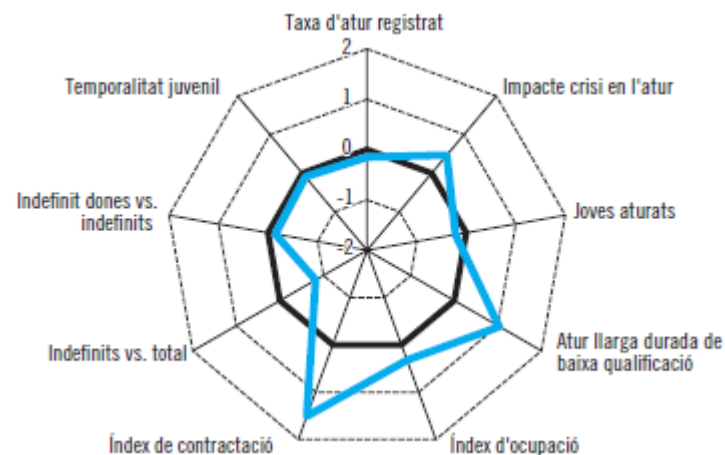 Taxa d'atur registrat
2
Temporalitat juvenil
Impacte crisi en l'atur
1
0
Indefinit dones vs.
indefinits
Joves aturats
-1
-2
Indefinits vs. total
Atur llarga durada de
baixa qualificació
Índex de contractació
Índex d'ocupació